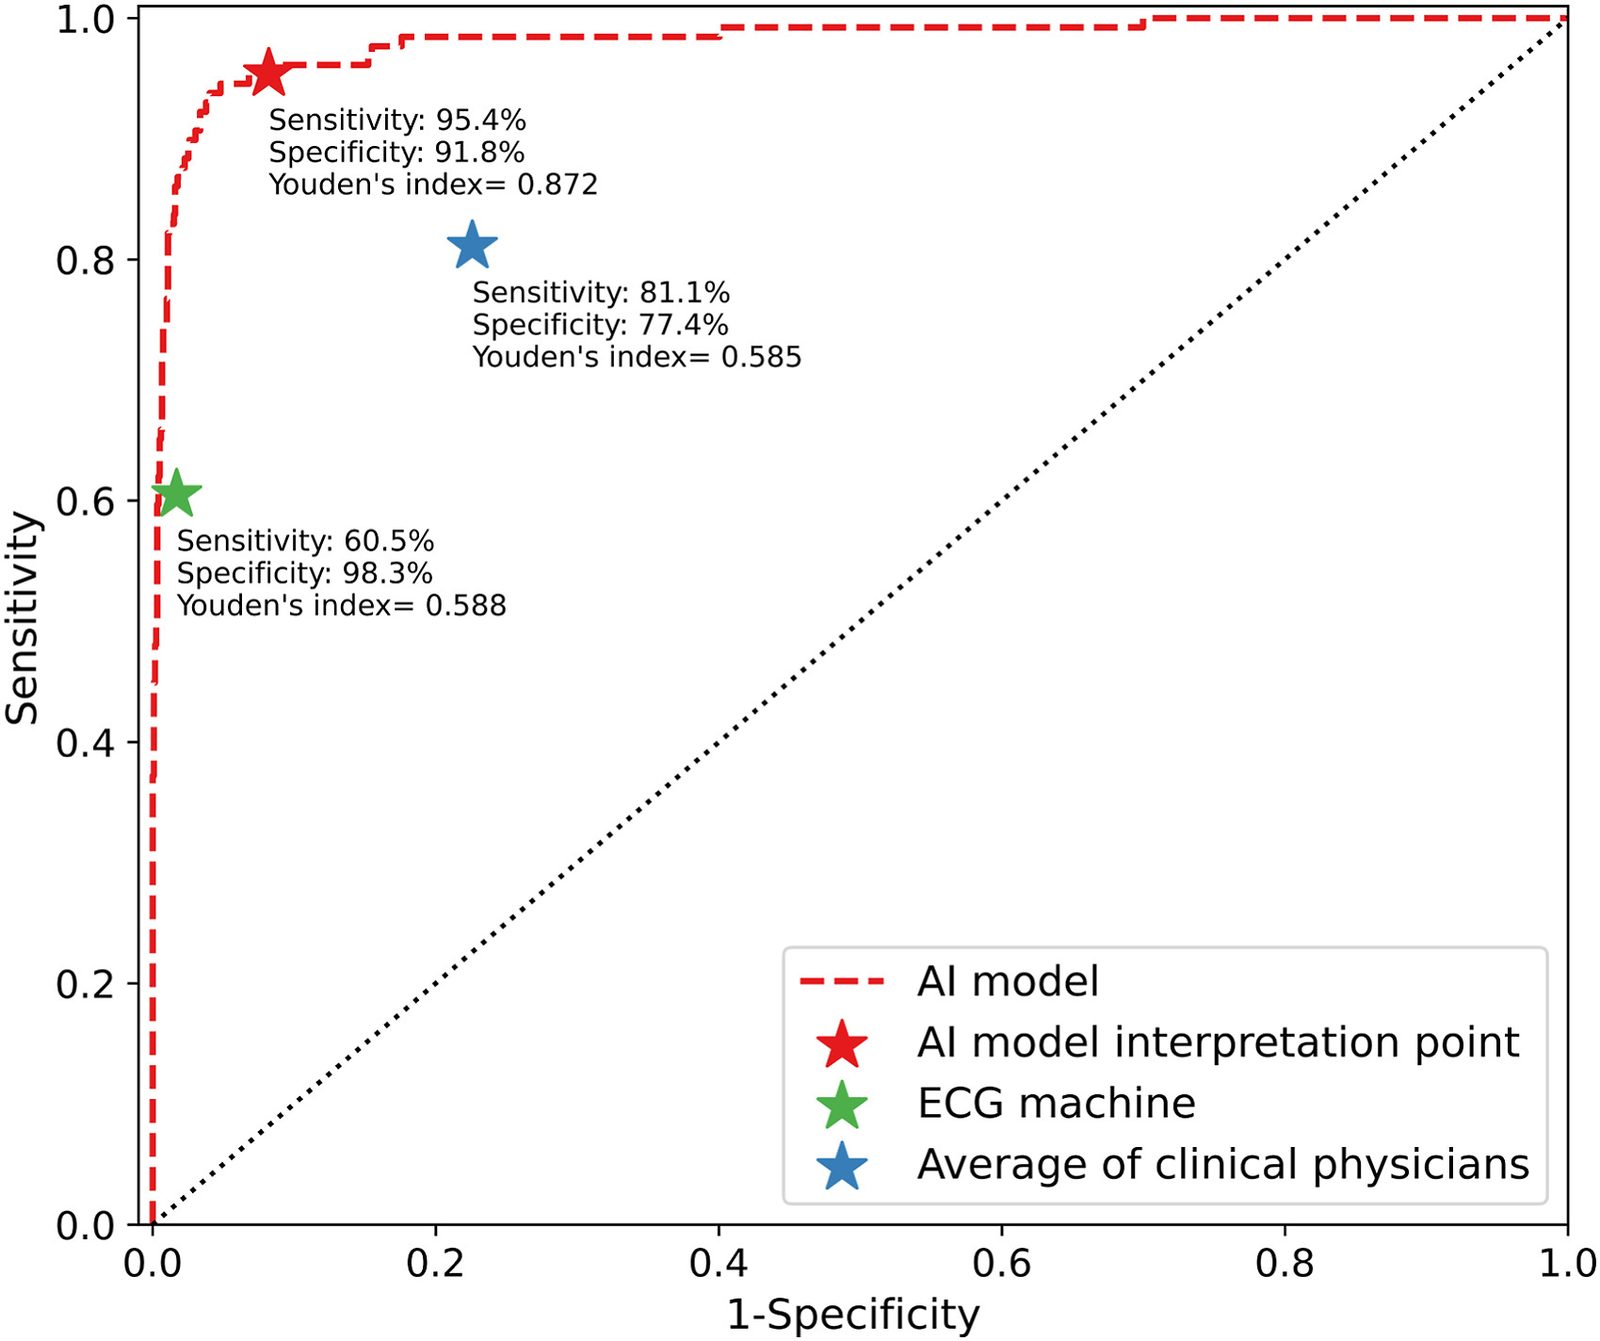 1.0
0.8
0.6
0.4
0.2
0.0
Sensitivity
Sensitivity: 95.4%
Specificity: 91.8%
Youden's index= 0.872
Sensitivity: 81.1%
Specificity: 77.4%
Youden's index= 0.585
Sensitivity: 60.5%
Specificity: 98.3%
Youden's index= 0.588
AI model
AI model interpretation point
ECG machine
Average of clinical physicians
0.0 0.2 0.4 0.6 0.8 1.0
1-Specificity